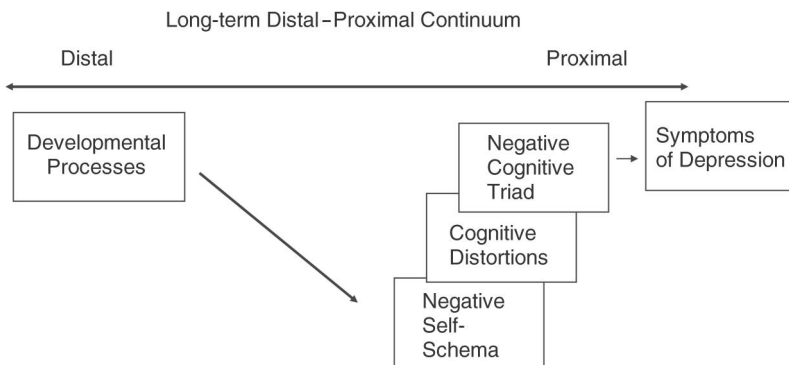 Long-term Distal–Proximal Continuum
Distal
Proximal
Developmental
Processes
Negative
Cognitive
Triad
Symptoms
of Depression
Cognitive
Distortions
Negative
Self-
Schema